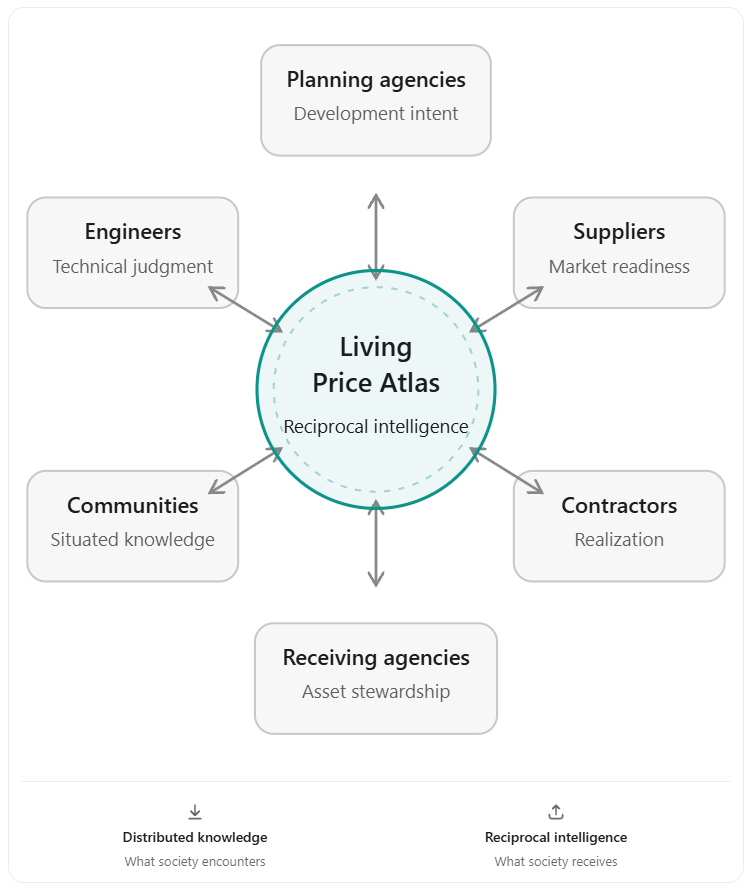 Planning agencies
Development intent
Engineers
Technical judgment
Suppliers
Market readiness
Living
Price Atlas
Reciprocal intelligence
Communities
Situated knowledge
Contractors
Realization
Receiving agencies
Asset stewardship
Distributed knowledge
What society encounters
Reciprocal intelligence
What society receives